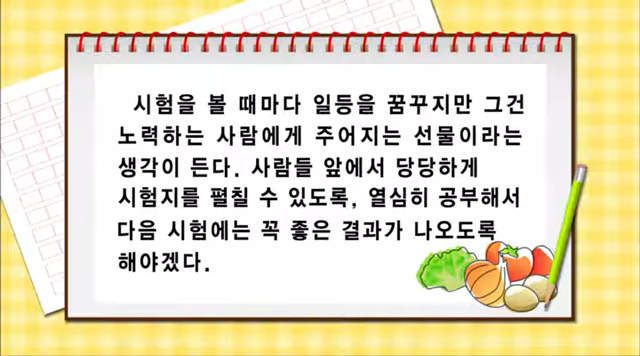 시험을 볼 때마다 일등을 꿈꾸지만 그건
노력하는 사람에게 주어지는 선물이라는
생각이 든다. 사람들 앞에서 당당하게
시험지를 펼칠 수 있도록, 열심히 공부해서
다음 시험에는 꼭 좋은 결과가 나오도록
해야겠다.